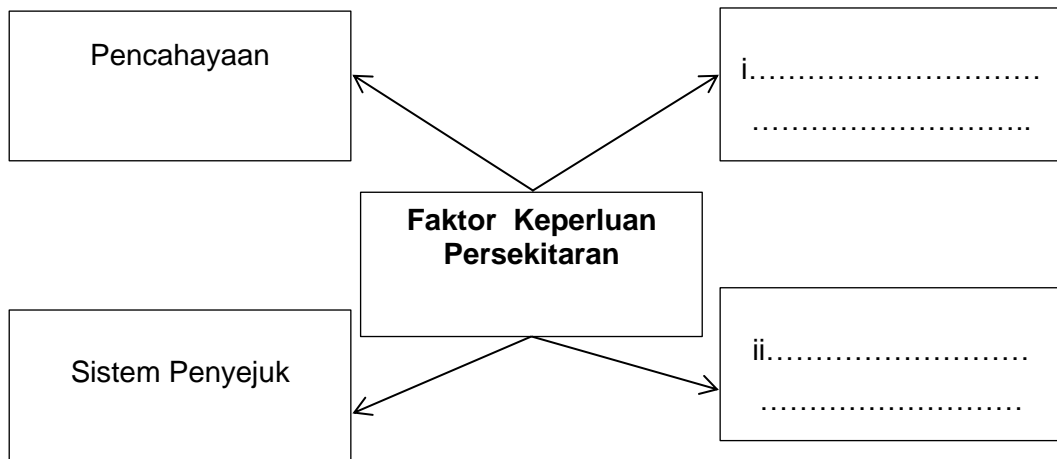 Pencahayaan
i……………………………
…………………………..
Faktor Keperluan
Persekitaran
Sistem Penyejuk
ii………………………
………………………